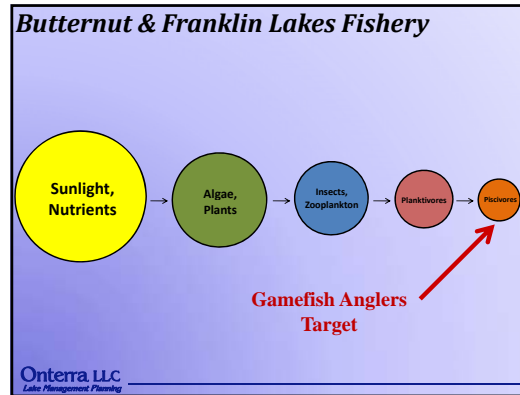 Butternut & Franklin Lakes Fishery
Sunlight,
Nutrients
Algae,
Plants
Insects,
Zooplankton
Planktivores
Piscivores
Gamefish Anglers
Target
Onterra LLC
Lake Management Planning